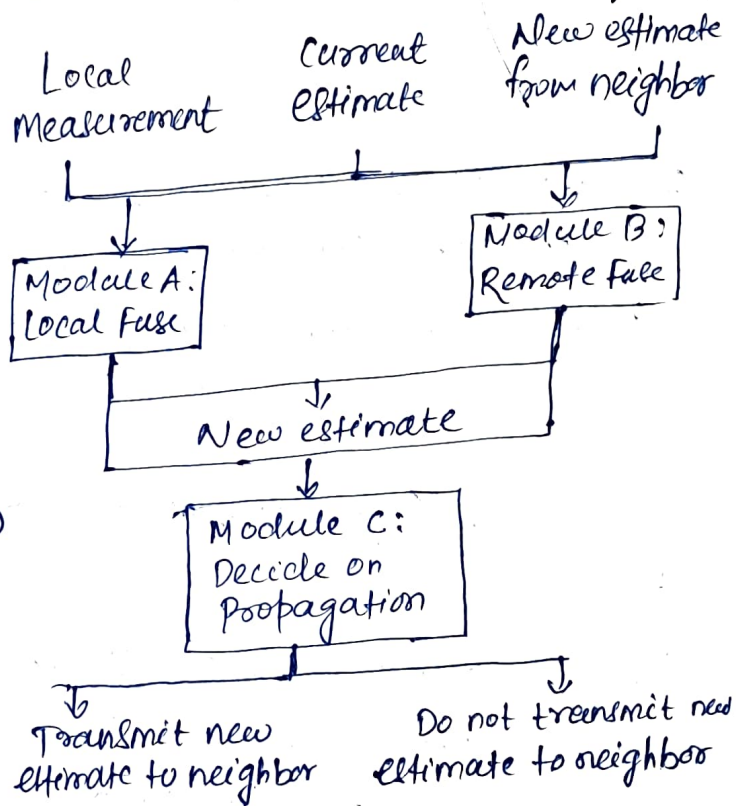 Local
Measurement
Current
estimate
New estimate
from neighbor
Module A:
Local Fuse
Module B:
Remote Fuse
New estimate
Module C:
Decide on
Propagation
Transmit new
estimate to neighbor
Do not transmit new
estimate to neighbor